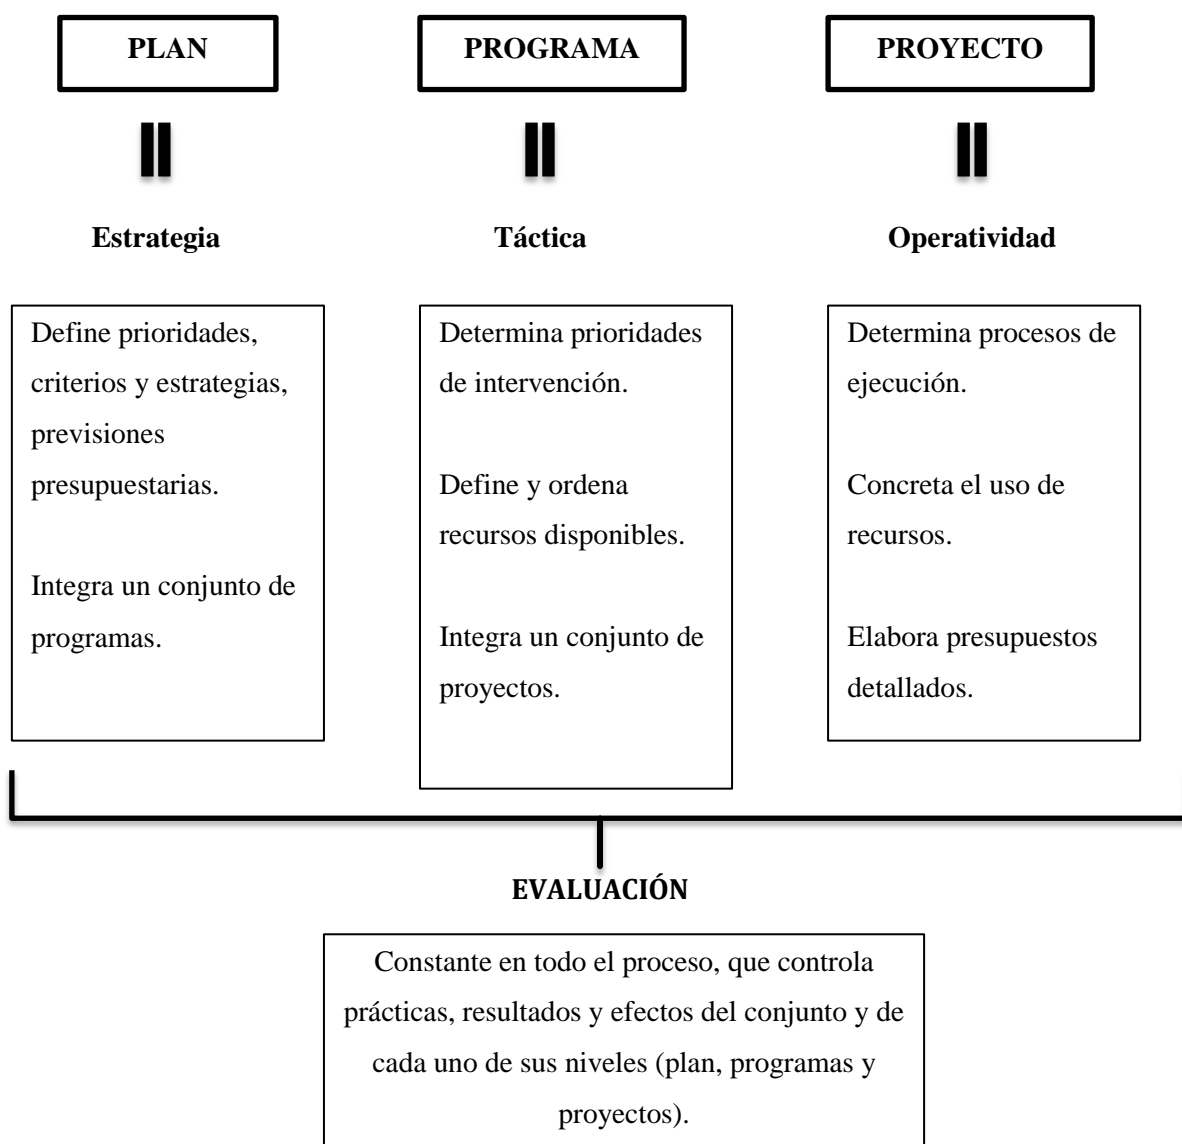 PLAN
PROGRAMA
PROYECTO
Estrategia
Táctica
Operatividad
Define prioridades,
criterios y estrategias,
previsiones
presupuestarias.
Integra un conjunto de
programas.
Determina prioridades
de intervención.
Define y ordena
recursos disponibles.
Integra un conjunto de
proyectos.
Determina procesos de
ejecución.
Concreta el uso de
recursos.
Elabora presupuestos
detallados.
EVALUACIÓN
Constante en todo el proceso, que controla
prácticas, resultados y efectos del conjunto y de
cada uno de sus niveles (plan, programas y
proyectos).